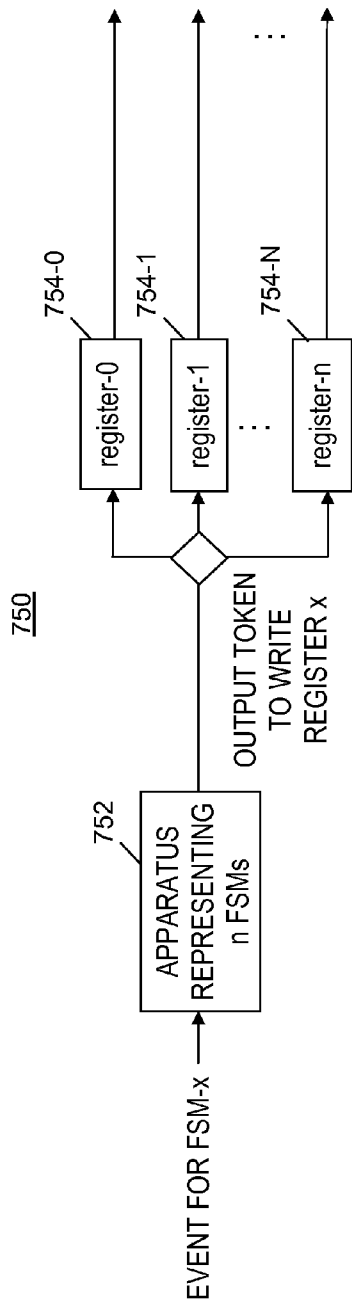 750
EVENT FOR FSM-x
752
APPARATUS
REPRESENTING
n FSMs
OUTPUT TOKEN
TO WRITE
REGISTER x
754-0
register-0
754-1
register-1
. . .
754-N
register-n
. . .